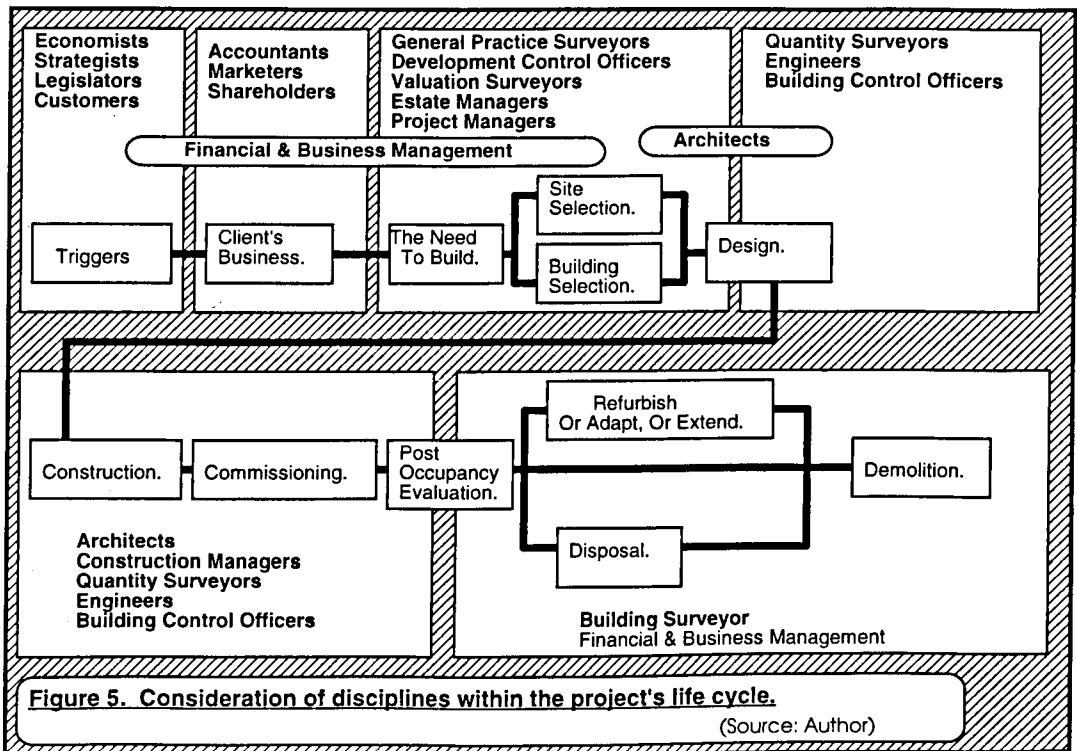 Economists
Strategists
Legislators
Customers
Accountants
Marketers
Shareholders
General Practice Surveyors
Development Control Officers
Valuation Surveyors
Estate Managers
Project Managers
Quantity Surveyors
Engineers
Building Control Officers
Financial & Business Management
Architects
Triggers
Client's
Business.
The Need
To Build.
Site
Selection.
Building
Selection.
Design.
Construction.
Commissioning.
Post
Occupancy
Evaluation.
Refurbish
Or Adapt, Or Extend.
Disposal.
Demolition.
Architects
Construction Managers
Quantity Surveyors
Engineers
Building Control Officers
Building Surveyor
Financial & Business Management
Figure 5. Consideration of disciplines within the project's life cycle.
(Source: Author)